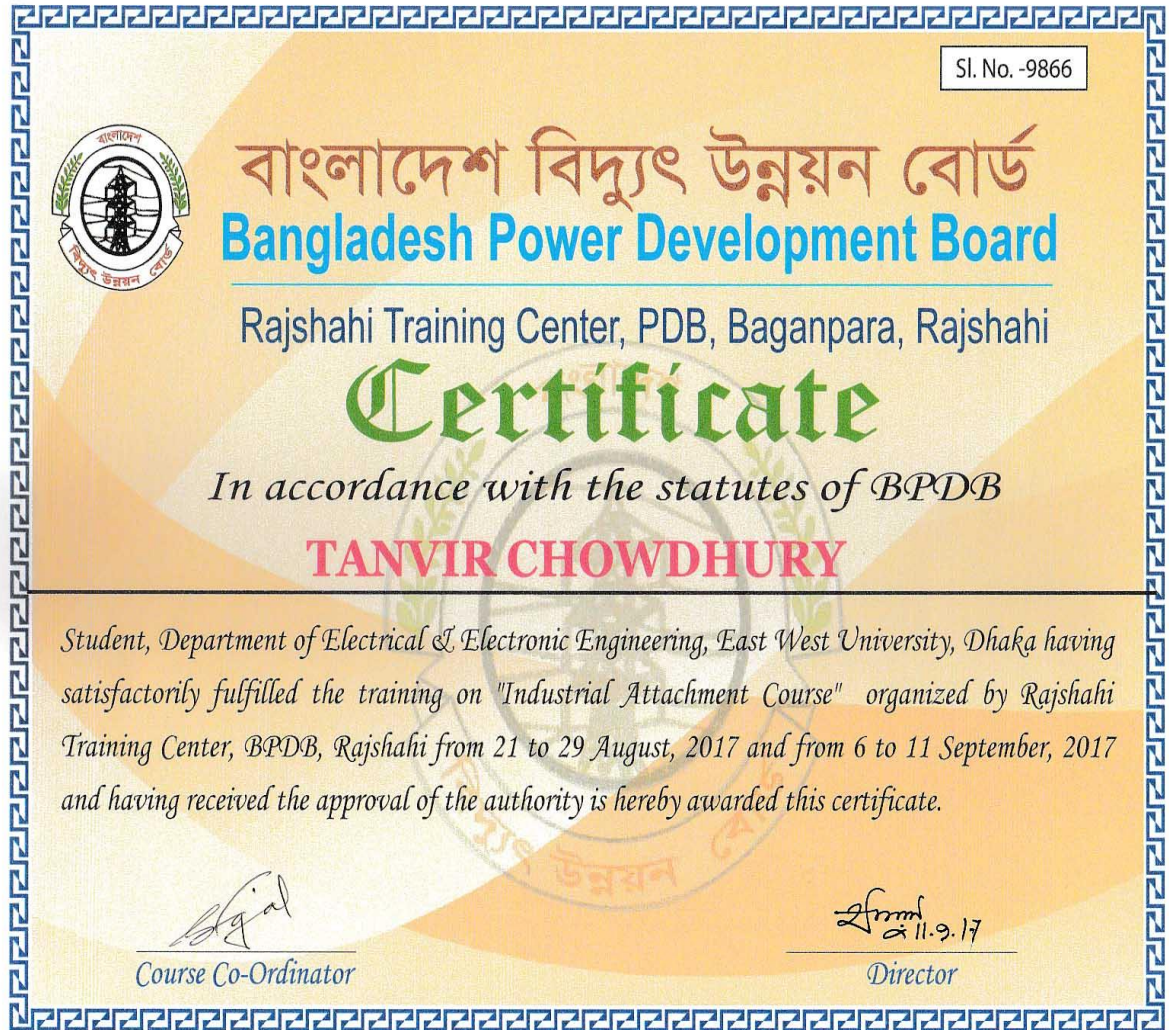 Sl. No. -9866
বাংলাদেশ
বিদ্যুৎ উন্নয়ন বোর্ড
বাংলাদেশ বিদ্যুৎ উন্নয়ন বোর্ড
Bangladesh Power Development Board
Rajshahi Training Center, PDB, Baganpara, Rajshahi
Certificate
In accordance with the statutes of BPDB
TANVIR CHOWDHURY
Student, Department of Electrical & Electronic Engineering, East West University, Dhaka having
satisfactorily fulfilled the training on "Industrial Attachment Course" organized by Rajshahi
Training Center, BPDB, Rajshahi from 21 to 29 August, 2017 and from 6 to 11 September, 2017
and having received the approval of the authority is hereby awarded this certificate.
বাংলাদেশ
বিদ্যুৎ উন্নয়ন বোর্ড
11.9.17
Course Co-Ordinator
Director